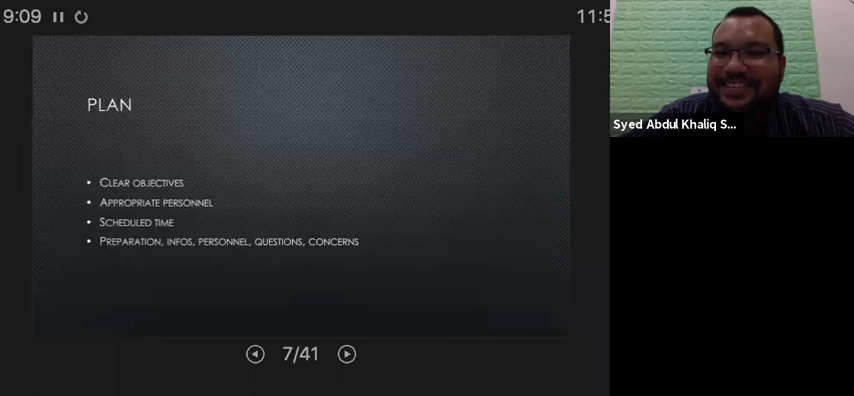 9:09
11:5
PLAN
• CLEAR OBJECTIVES
• APPROPRIATE PERSONNEL
• SCHEDULED TIME
• PREPARATION, INFOS, PERSONNEL, QUESTIONS, CONCERNS
7/41
Syed Abdul Khaliq S...